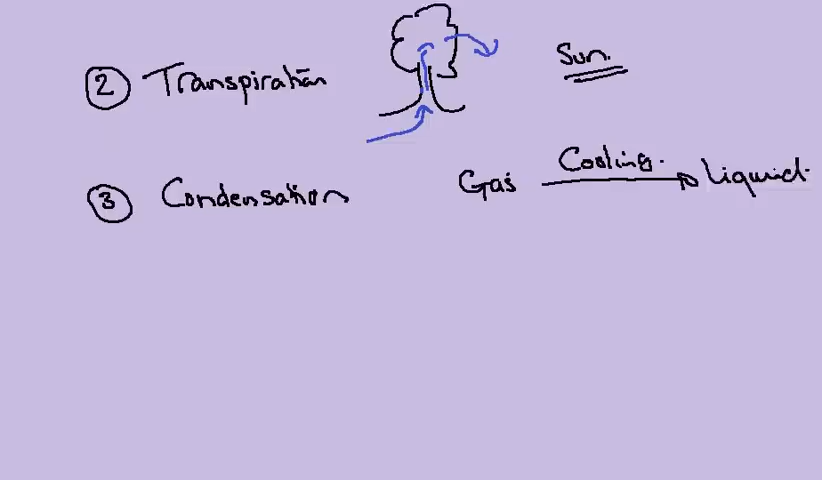 ② Transpiration
Sun.
③ Condensation
Gas
Cooling.
Liquid.